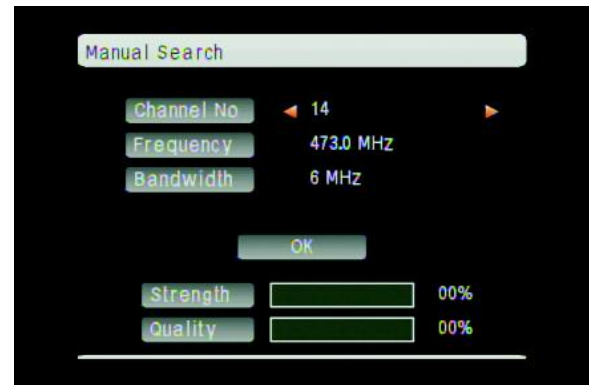 Manual Search
Channel No 14
Frequency 473.0 MHz
Bandwidth 6 MHz
OK
Strength 00%
Quality 00%